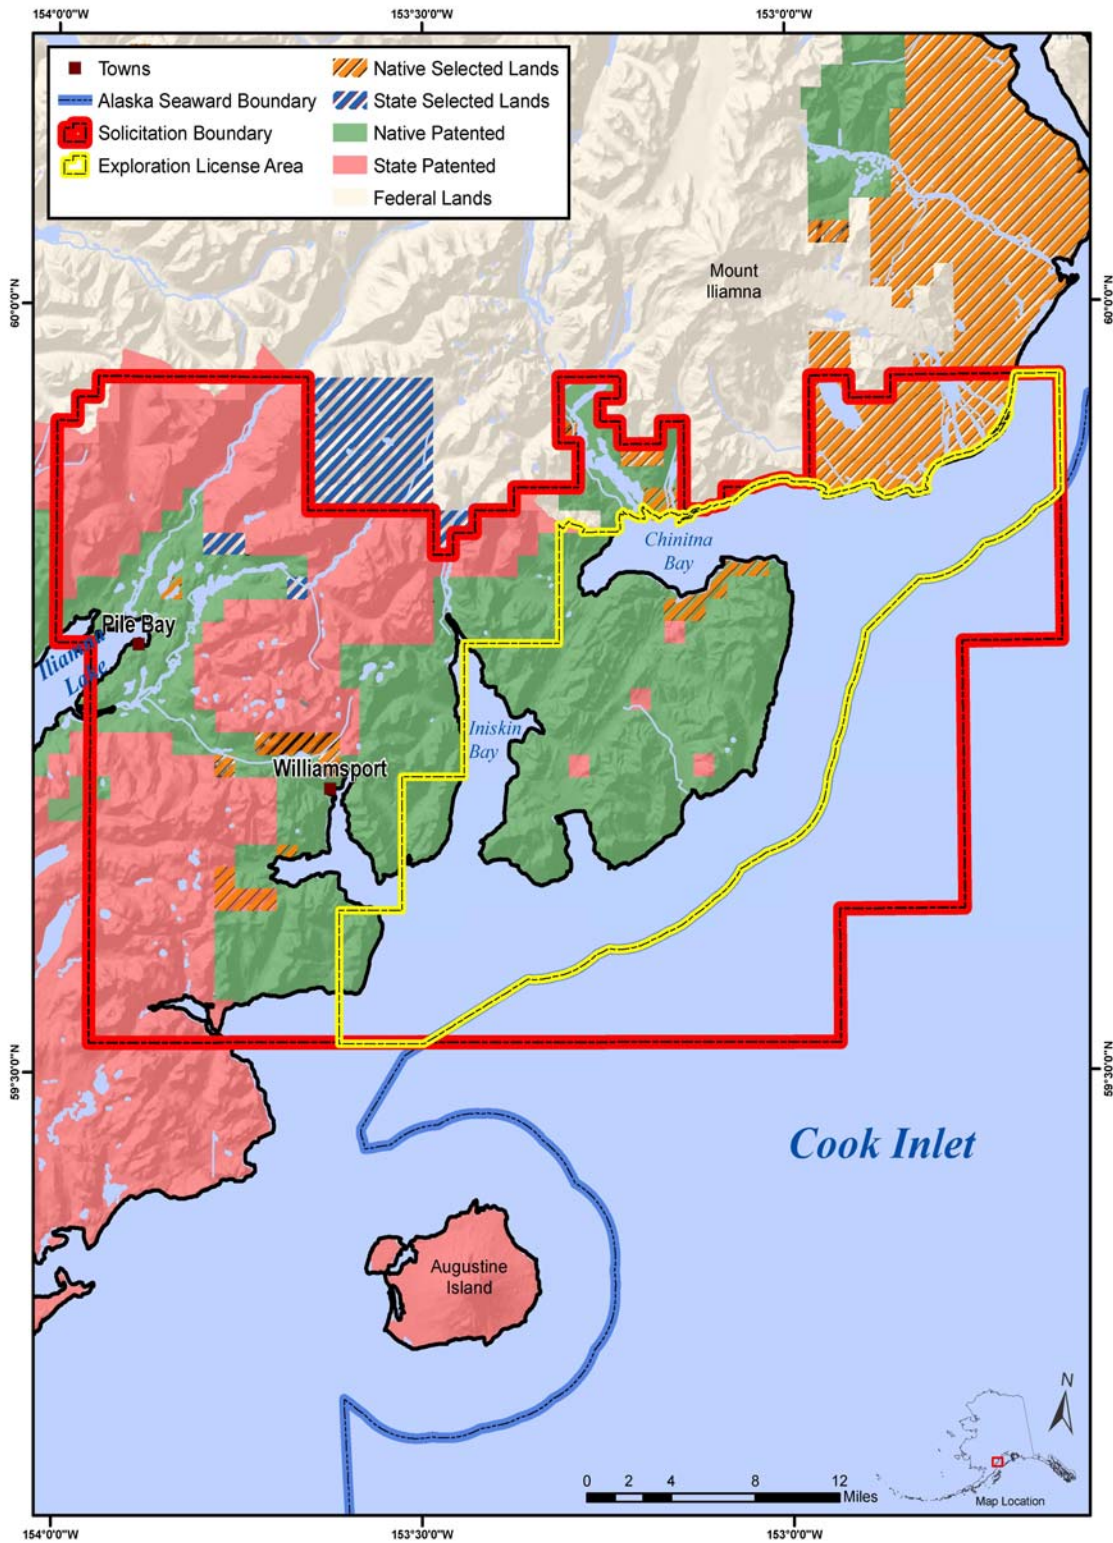 154°0'0"W
153°30'0"W
153°0'0"W
Towns
Alaska Seaward Boundary
Solicitation Boundary
Exploration License Area
Native Selected Lands
State Selected Lands
Native Patented
State Patented
Federal Lands
Mount
Iliamna
60°0'0"N
60°0'0"N
Chinitna
Bay
Pile Bay
Iliamna
Lake
Iniskin
Bay
Williamsport
59°30'0"N
59°30'0"N
Cook Inlet
Augustine
Island
N
0 2 4 8 12
Miles
Map Location
154°0'0"W
153°30'0"W
153°0'0"W